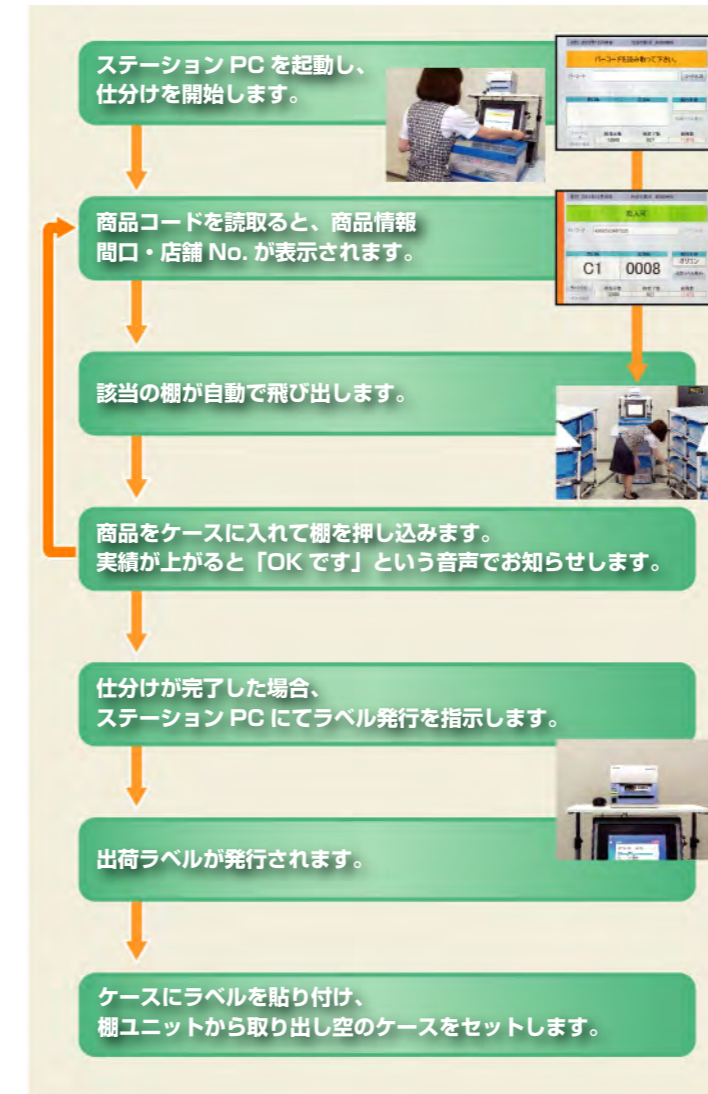 ステーション PC を起動し、
仕分けを開始します。
バーコードを読み取って下さい。
商品コードを読取ると、商品情報
間口・店舗 No. が表示されます。
投入可
C1 0008
オリコン
該当の棚が自動で飛び出します。
商品をケースに入れて棚を押し込みます。
実績が上がると「OK です」という音声でお知らせします。
仕分けが完了した場合、
ステーション PC にてラベル発行を指示します。
出荷ラベルが発行されます。
ケースにラベルを貼り付け、
棚ユニットから取り出し空のケースをセットします。